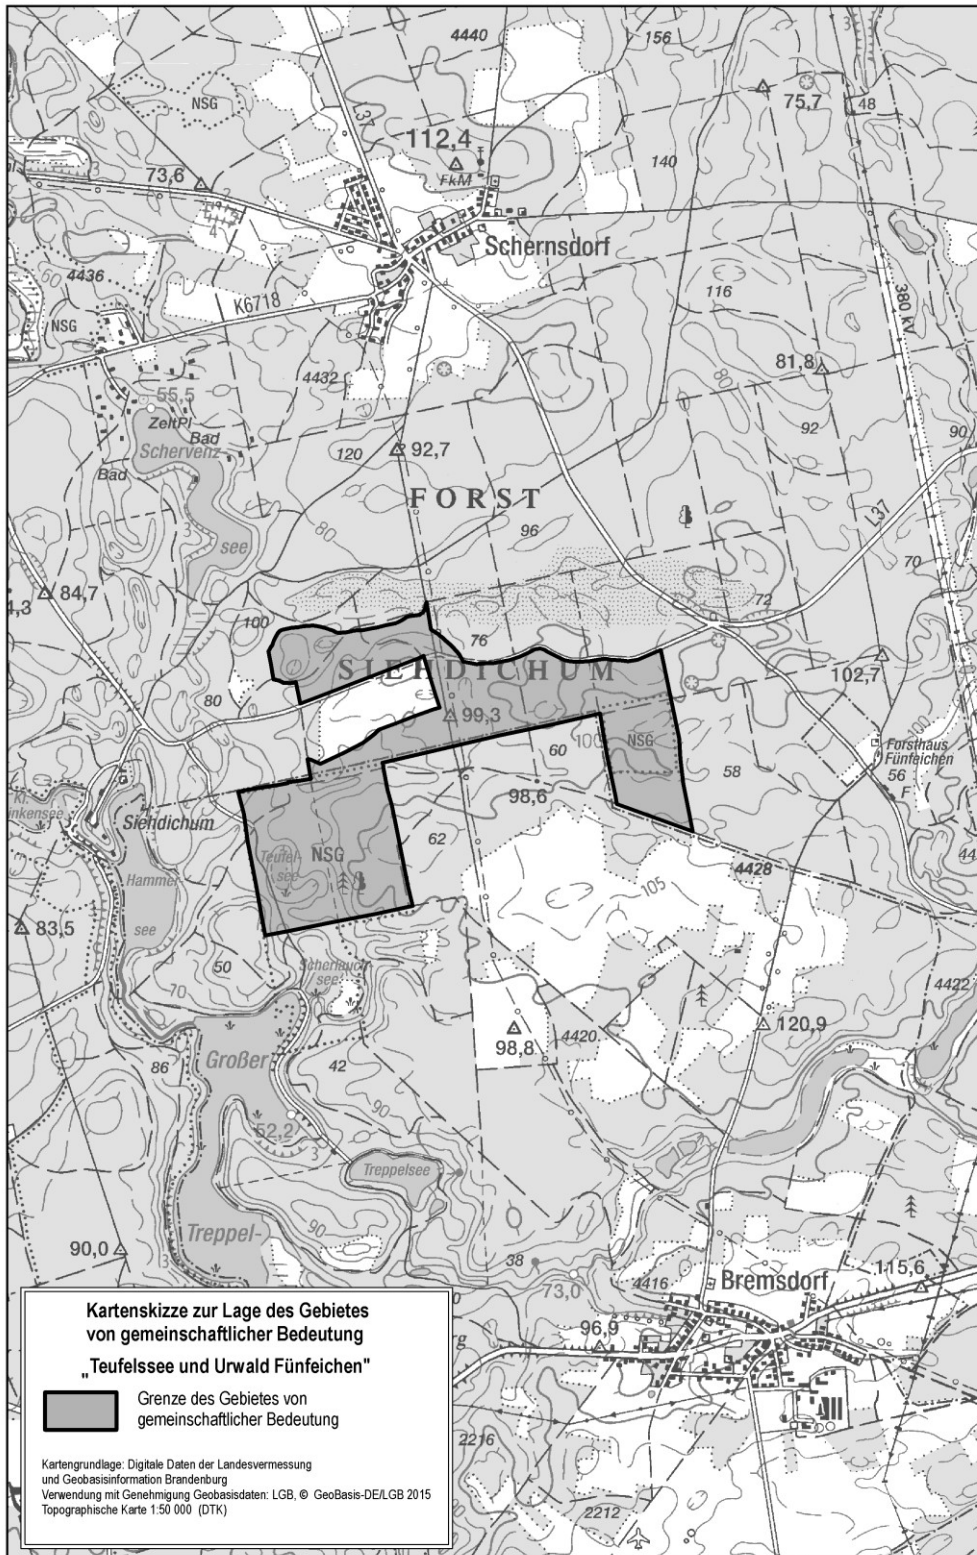 4440
156
NSG
75,7
48
112,4
FkM
140
73,6
Schernsdorf
4436
K6718
116
380 kV
NSG
4432
81,8
80
55,5
ZeltPl
Bad
Schervenz
Bad
120
92,7
92
90
FORST
L37
96
80
see
70
84,7
4,3
100
76
72
SIEHDICHUM
102,7
80
99,3
60
100
NSG
58
Forsthaus
Fünfeichen
56
F
98,6
Siehdichum
Teufel-
see
NSG
62
4428
105
Hammer
see
83,5
50
70
4422
120,9
98,8
4420
Großer
86
42
90
52,2
Treppelsee
90
Treppel-
90,0
38
73,0
4416
Bremsdorf
115,6
96,9
2216
2212
Kartenskizze zur Lage des Gebietes
von gemeinschaftlicher Bedeutung
"Teufelssee und Urwald Fünfeichen"
Grenze des Gebietes von
gemeinschaftlicher Bedeutung
Kartengrundlage: Digitale Daten der Landesvermessung
und Geobasisinformation Brandenburg
Verwendung mit Genehmigung Geobasisdaten: LGB, © GeoBasis-DE/LGB 2015
Topographische Karte 1:50 000 (DTK)